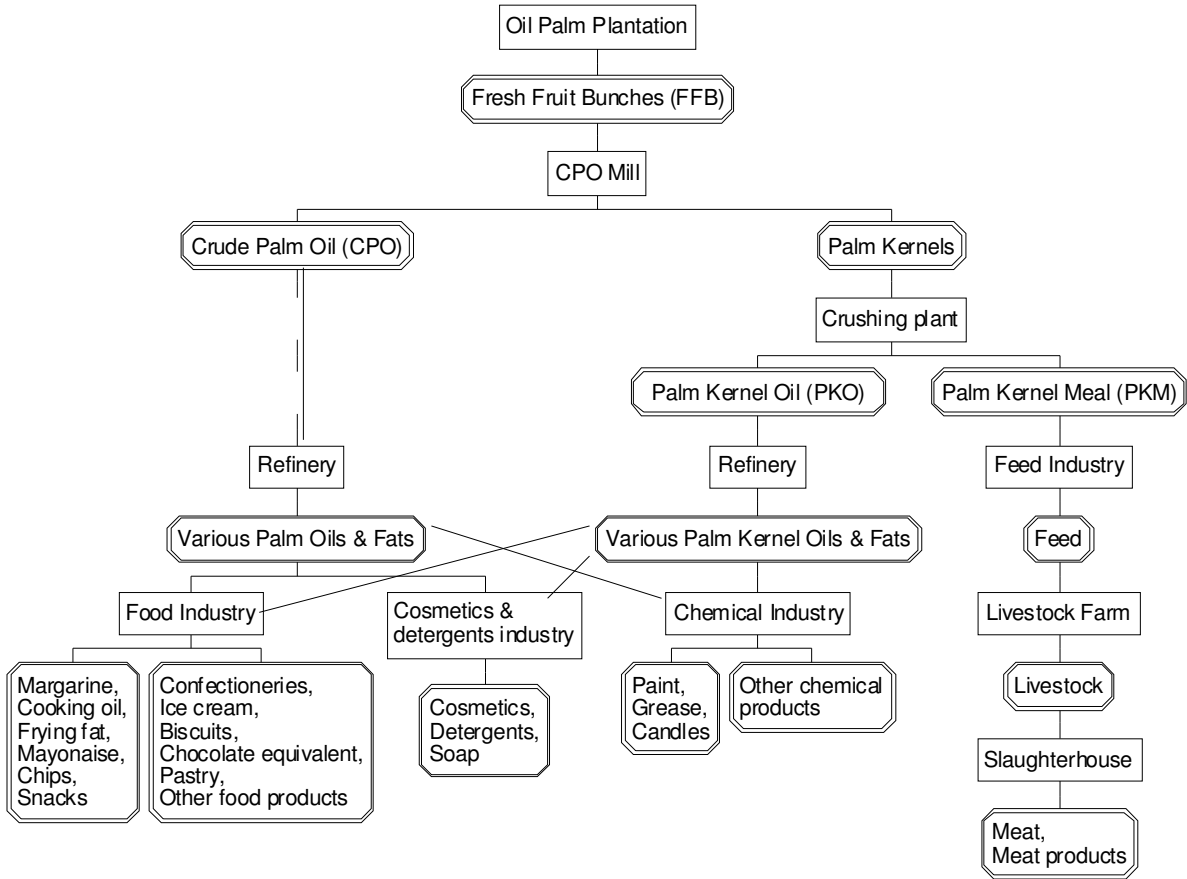 Oil Palm Plantation
Fresh Fruit Bunches (FFB)
CPO Mill
Crude Palm Oil (CPO)
Palm Kernels
Crushing plant
Palm Kernel Oil (PKO)
Palm Kernel Meal (PKM)
Refinery
Refinery
Feed Industry
Various Palm Oils & Fats
Various Palm Kernel Oils & Fats
Feed
Food Industry
Cosmetics &
detergents industry
Chemical Industry
Livestock Farm
Margarine,
Cooking oil,
Frying fat,
Mayonaise,
Chips,
Snacks
Confectioneries,
Ice cream,
Biscuits,
Chocolate equivalent,
Pastry,
Other food products
Cosmetics,
Detergents,
Soap
Paint,
Grease,
Candles
Other chemical
products
Livestock
Slaughterhouse
Meat,
Meat products